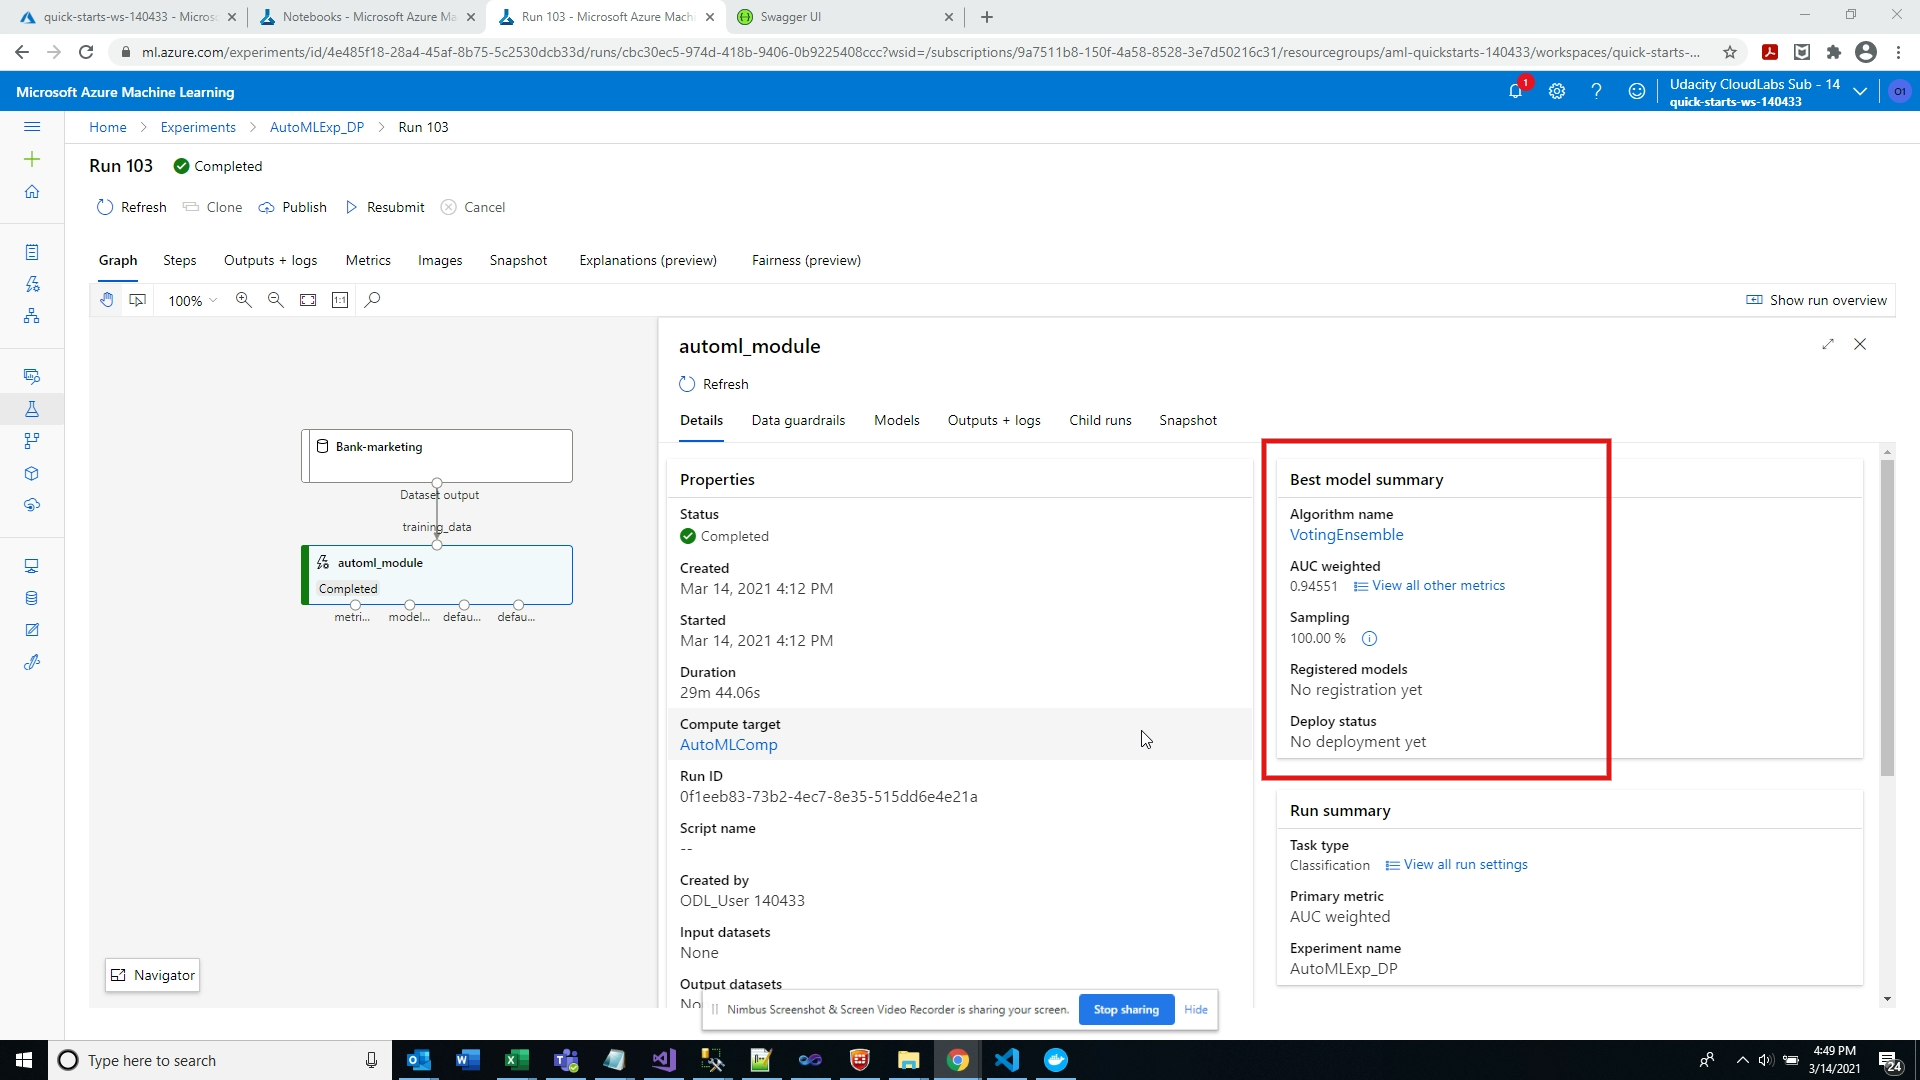 quick-starts-ws-140433 - Micros
Notebooks - Microsoft Azure Ma
Run 103 - Microsoft Azure Machi
Swagger UI
ml.azure.com/experiments/id/4e485f18-28a4-45af-8b75-5c2530dcb33d/runs/cbc30ec5-974d-418b-9406-0b9225408ccc?wsid=/subscriptions/9a7511b8-150f-4a58-8528-3e7d50216c31/resourcegroups/aml-quickstarts-140433/workspaces/quick-starts-...
Microsoft Azure Machine Learning
1
Udacity CloudLabs Sub - 14
quick-starts-ws-140433
O1
Home > Experiments > AutoMLExp_DP > Run 103
Run 103 Completed
Refresh Clone Publish Resubmit Cancel
Graph Steps Outputs + logs Metrics Images Snapshot Explanations (preview) Fairness (preview)
100% 1:1 Show run overview
Bank-marketing
Dataset output
training_data
automl_module
Completed
metri... model... defau... defau...
Navigator
automl_module
Refresh
Details Data guardrails Models Outputs + logs Child runs Snapshot
Properties
Status
Completed
Created
Mar 14, 2021 4:12 PM
Started
Mar 14, 2021 4:12 PM
Duration
29m 44.06s
Compute target
AutoMLComp
Run ID
0f1eeb83-73b2-4ec7-8e35-515dd6e4e21a
Script name
--
Created by
ODL_User 140433
Input datasets
None
Output datasets
No
Best model summary
Algorithm name
VotingEnsemble
AUC weighted
0.94551 View all other metrics
Sampling
100.00 %
Registered models
No registration yet
Deploy status
No deployment yet
Run summary
Task type
Classification View all run settings
Primary metric
AUC weighted
Experiment name
AutoMLExp_DP
Nimbus Screenshot & Screen Video Recorder is sharing your screen. Stop sharing Hide
Type here to search
4:49 PM
3/14/2021
24